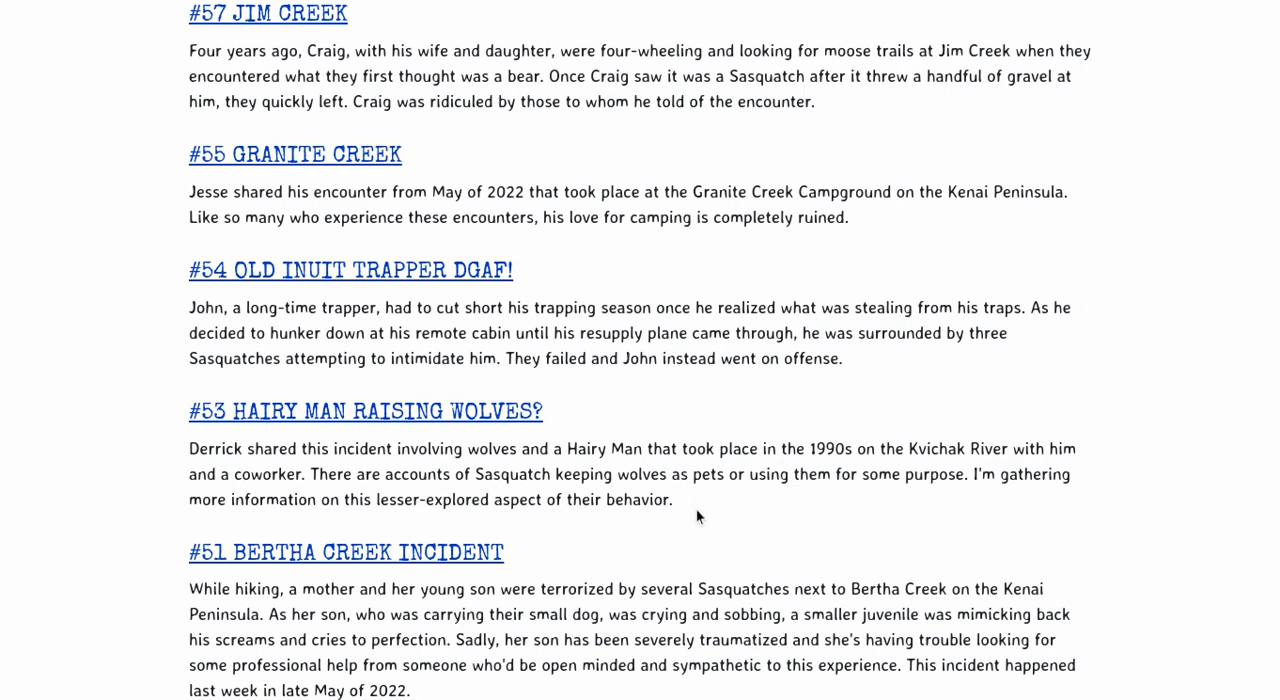 #57 JIM CREEK
Four years ago, Craig, with his wife and daughter, were four-wheeling and looking for moose trails at Jim Creek when they
encountered what they first thought was a bear. Once Craig saw it was a Sasquatch after it threw a handful of gravel at
him, they quickly left. Craig was ridiculed by those to whom he told of the encounter.
#55 GRANITE CREEK
Jesse shared his encounter from May of 2022 that took place at the Granite Creek Campground on the Kenai Peninsula.
Like so many who experience these encounters, his love for camping is completely ruined.
#54 OLD INUIT TRAPPER DGAF!
John, a long-time trapper, had to cut short his trapping season once he realized what was stealing from his traps. As he
decided to hunker down at his remote cabin until his resupply plane came through, he was surrounded by three
Sasquatches attempting to intimidate him. They failed and John instead went on offense.
#53 HAIRY MAN RAISING WOLVES?
Derrick shared this incident involving wolves and a Hairy Man that took place in the 1990s on the Kvichak River with him
and a coworker. There are accounts of Sasquatch keeping wolves as pets or using them for some purpose. I'm gathering
more information on this lesser-explored aspect of their behavior.
#51 BERTHA CREEK INCIDENT
While hiking, a mother and her young son were terrorized by several Sasquatches next to Bertha Creek on the Kenai
Peninsula. As her son, who was carrying their small dog, was crying and sobbing, a smaller juvenile was mimicking back
his screams and cries to perfection. Sadly, her son has been severely traumatized and she's having trouble looking for
some professional help from someone who'd be open minded and sympathetic to this experience. This incident happened
last week in late May of 2022.